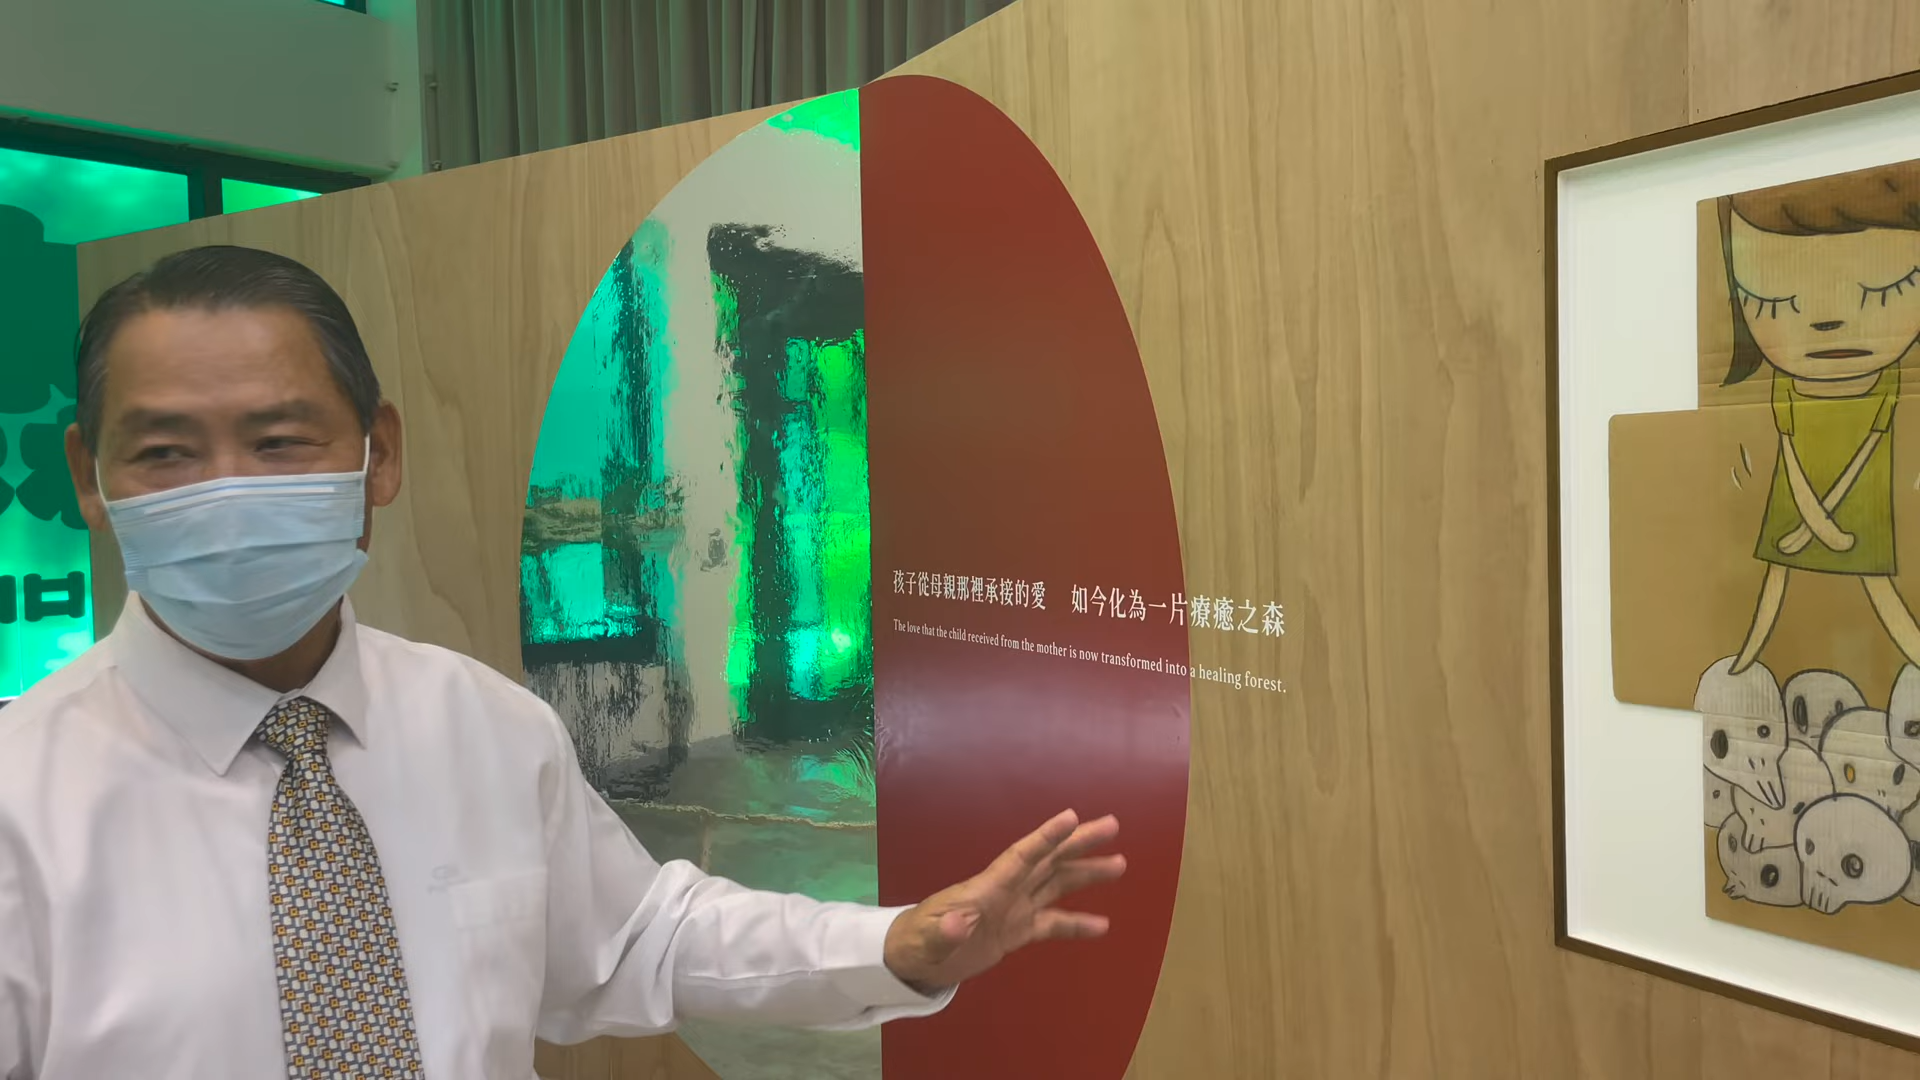 孩子從母親那裡承接的愛　如今化為一片療癒之森
The love that the child received from the mother is now transformed into a healing forest.